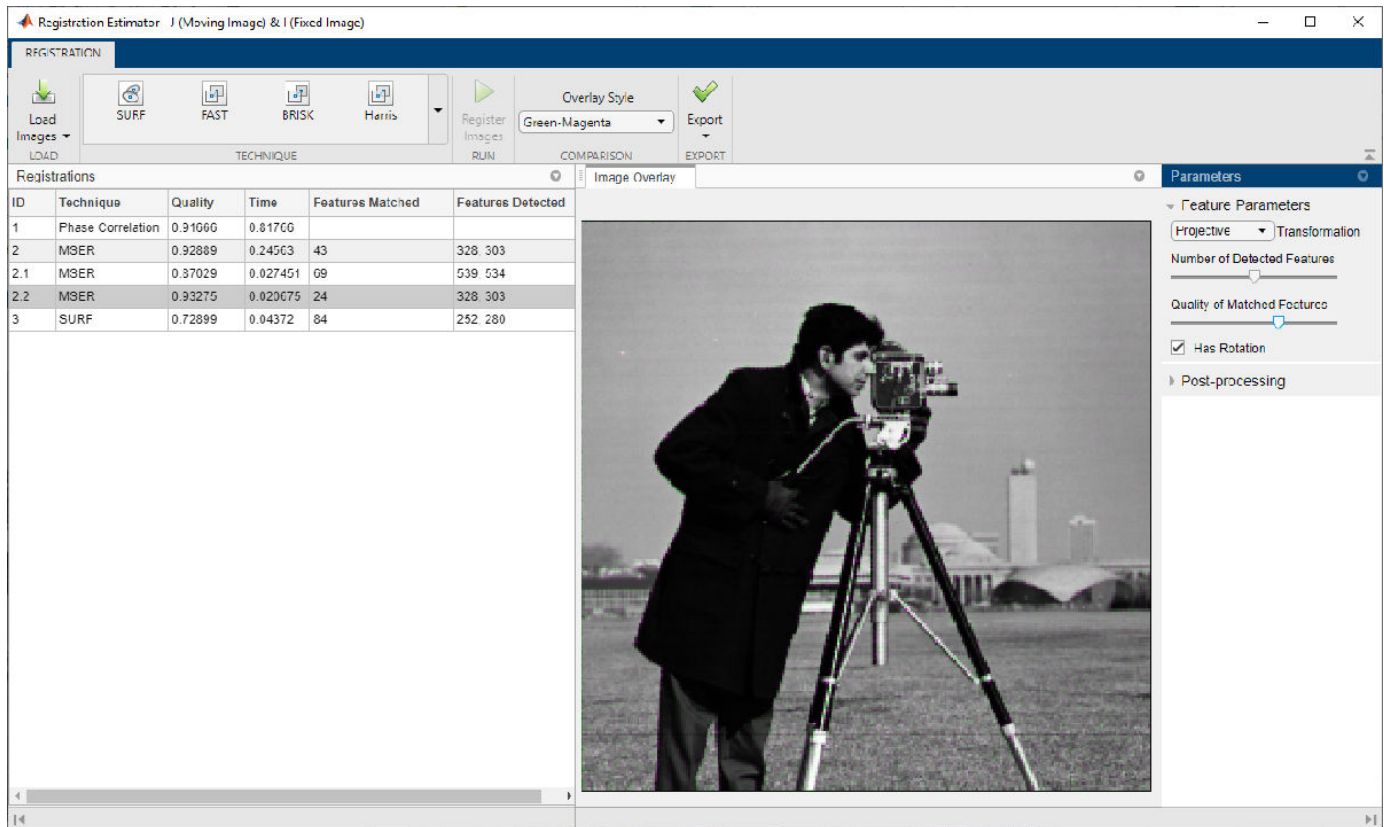 Registration Estimator - J (Moving Image) & I (Fixed Image)
REGISTRATION
Load Images
SURF
FAST
BRISK
Harris
Register Images
Overlay Style
Green-Magenta
Export
LOAD
TECHNIQUE
RUN
COMPARISON
EXPORT
Registrations
ID Technique Quality Time Features Matched Features Detected
1 Phase Correlation 0.91666 0.81766
2 MSER 0.92889 0.24563 43 328 303
2.1 MSER 0.87029 0.027451 69 539 534
2.2 MSER 0.93275 0.020675 24 328 303
3 SURF 0.72899 0.04372 84 252 280
Image Overlay
Parameters
Feature Parameters
Projective Transformation
Number of Detected Features
Quality of Matched Features
Has Rotation
Post-processing